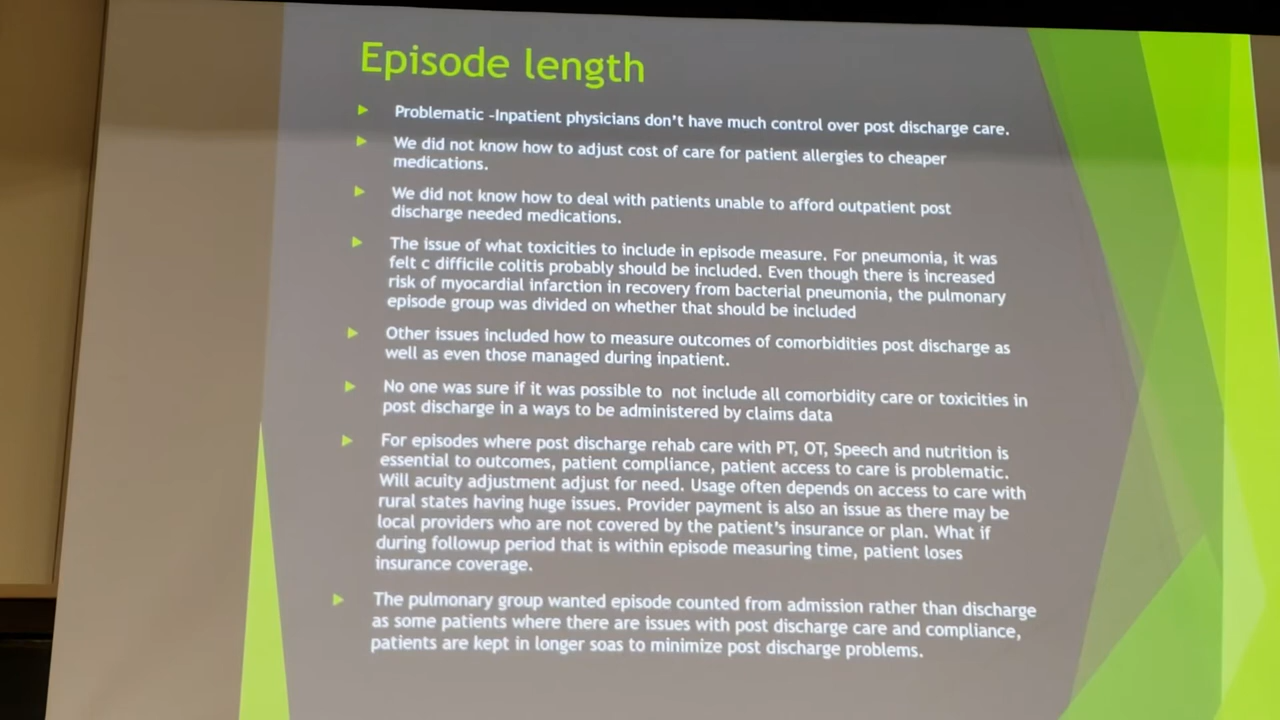 Episode length
Problematic -Inpatient physicians don't have much control over post discharge care.
We did not know how to adjust cost of care for patient allergies to cheaper
medications.
We did not know how to deal with patients unable to afford outpatient post
discharge needed medications.
The issue of what toxicities to include in episode measure. For pneumonia, it was
felt c difficile colitis probably should be included. Even though there is increased
risk of myocardial infarction in recovery from bacterial pneumonia, the pulmonary
episode group was divided on whether that should be included
Other issues included how to measure outcomes of comorbidities post discharge as
well as even those managed during inpatient.
No one was sure if it was possible to  not include all comorbidity care or toxicities in
post discharge in a ways to be administered by claims data
For episodes where post discharge rehab care with PT, OT, Speech and nutrition is
essential to outcomes, patient compliance, patient access to care is problematic.
Will acuity adjustment adjust for need. Usage often depends on access to care with
rural states having huge issues. Provider payment is also an issue as there may be
local providers who are not covered by the patient's insurance or plan. What if
during followup period that is within episode measuring time, patient loses
insurance coverage.
The pulmonary group wanted episode counted from admission rather than discharge
as some patients where there are issues with post discharge care and compliance,
patients are kept in longer soas to minimize post discharge problems.